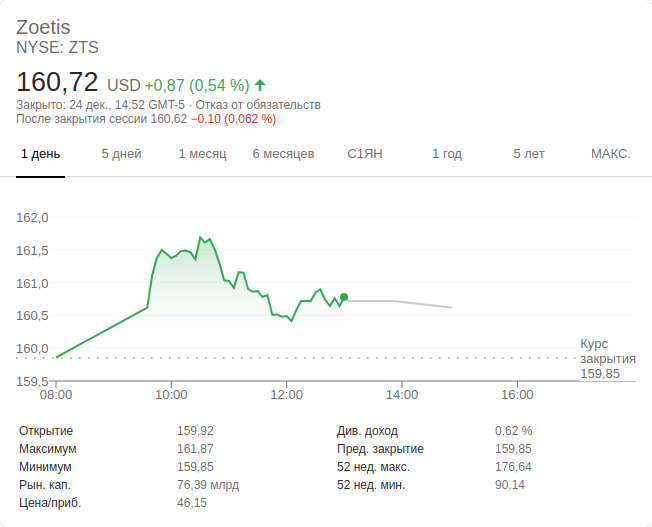 Zoetis
NYSE: ZTS
160,72 USD +0,87 (0,54 %)
Закрыто: 24 дек., 14:52 GMT-5 · Отказ от обязательств
После закрытия сессии 160,62 −0,10 (0,062 %)
1 день 5 дней 1 месяц 6 месяцев С1ЯН 1 год 5 лет МАКС.
162,0
161,5
161,0
160,5
160,0
159,5
Курс
закрытия
159,85
08:00 10:00 12:00 14:00 16:00
Открытие 159,92 Див. доход 0,62 %
Максимум 161,87 Пред. закрытие 159,85
Минимум 159,85 52 нед. макс. 176,64
Рын. кап. 76,39 млрд 52 нед. мин. 90,14
Цена/приб. 46,15